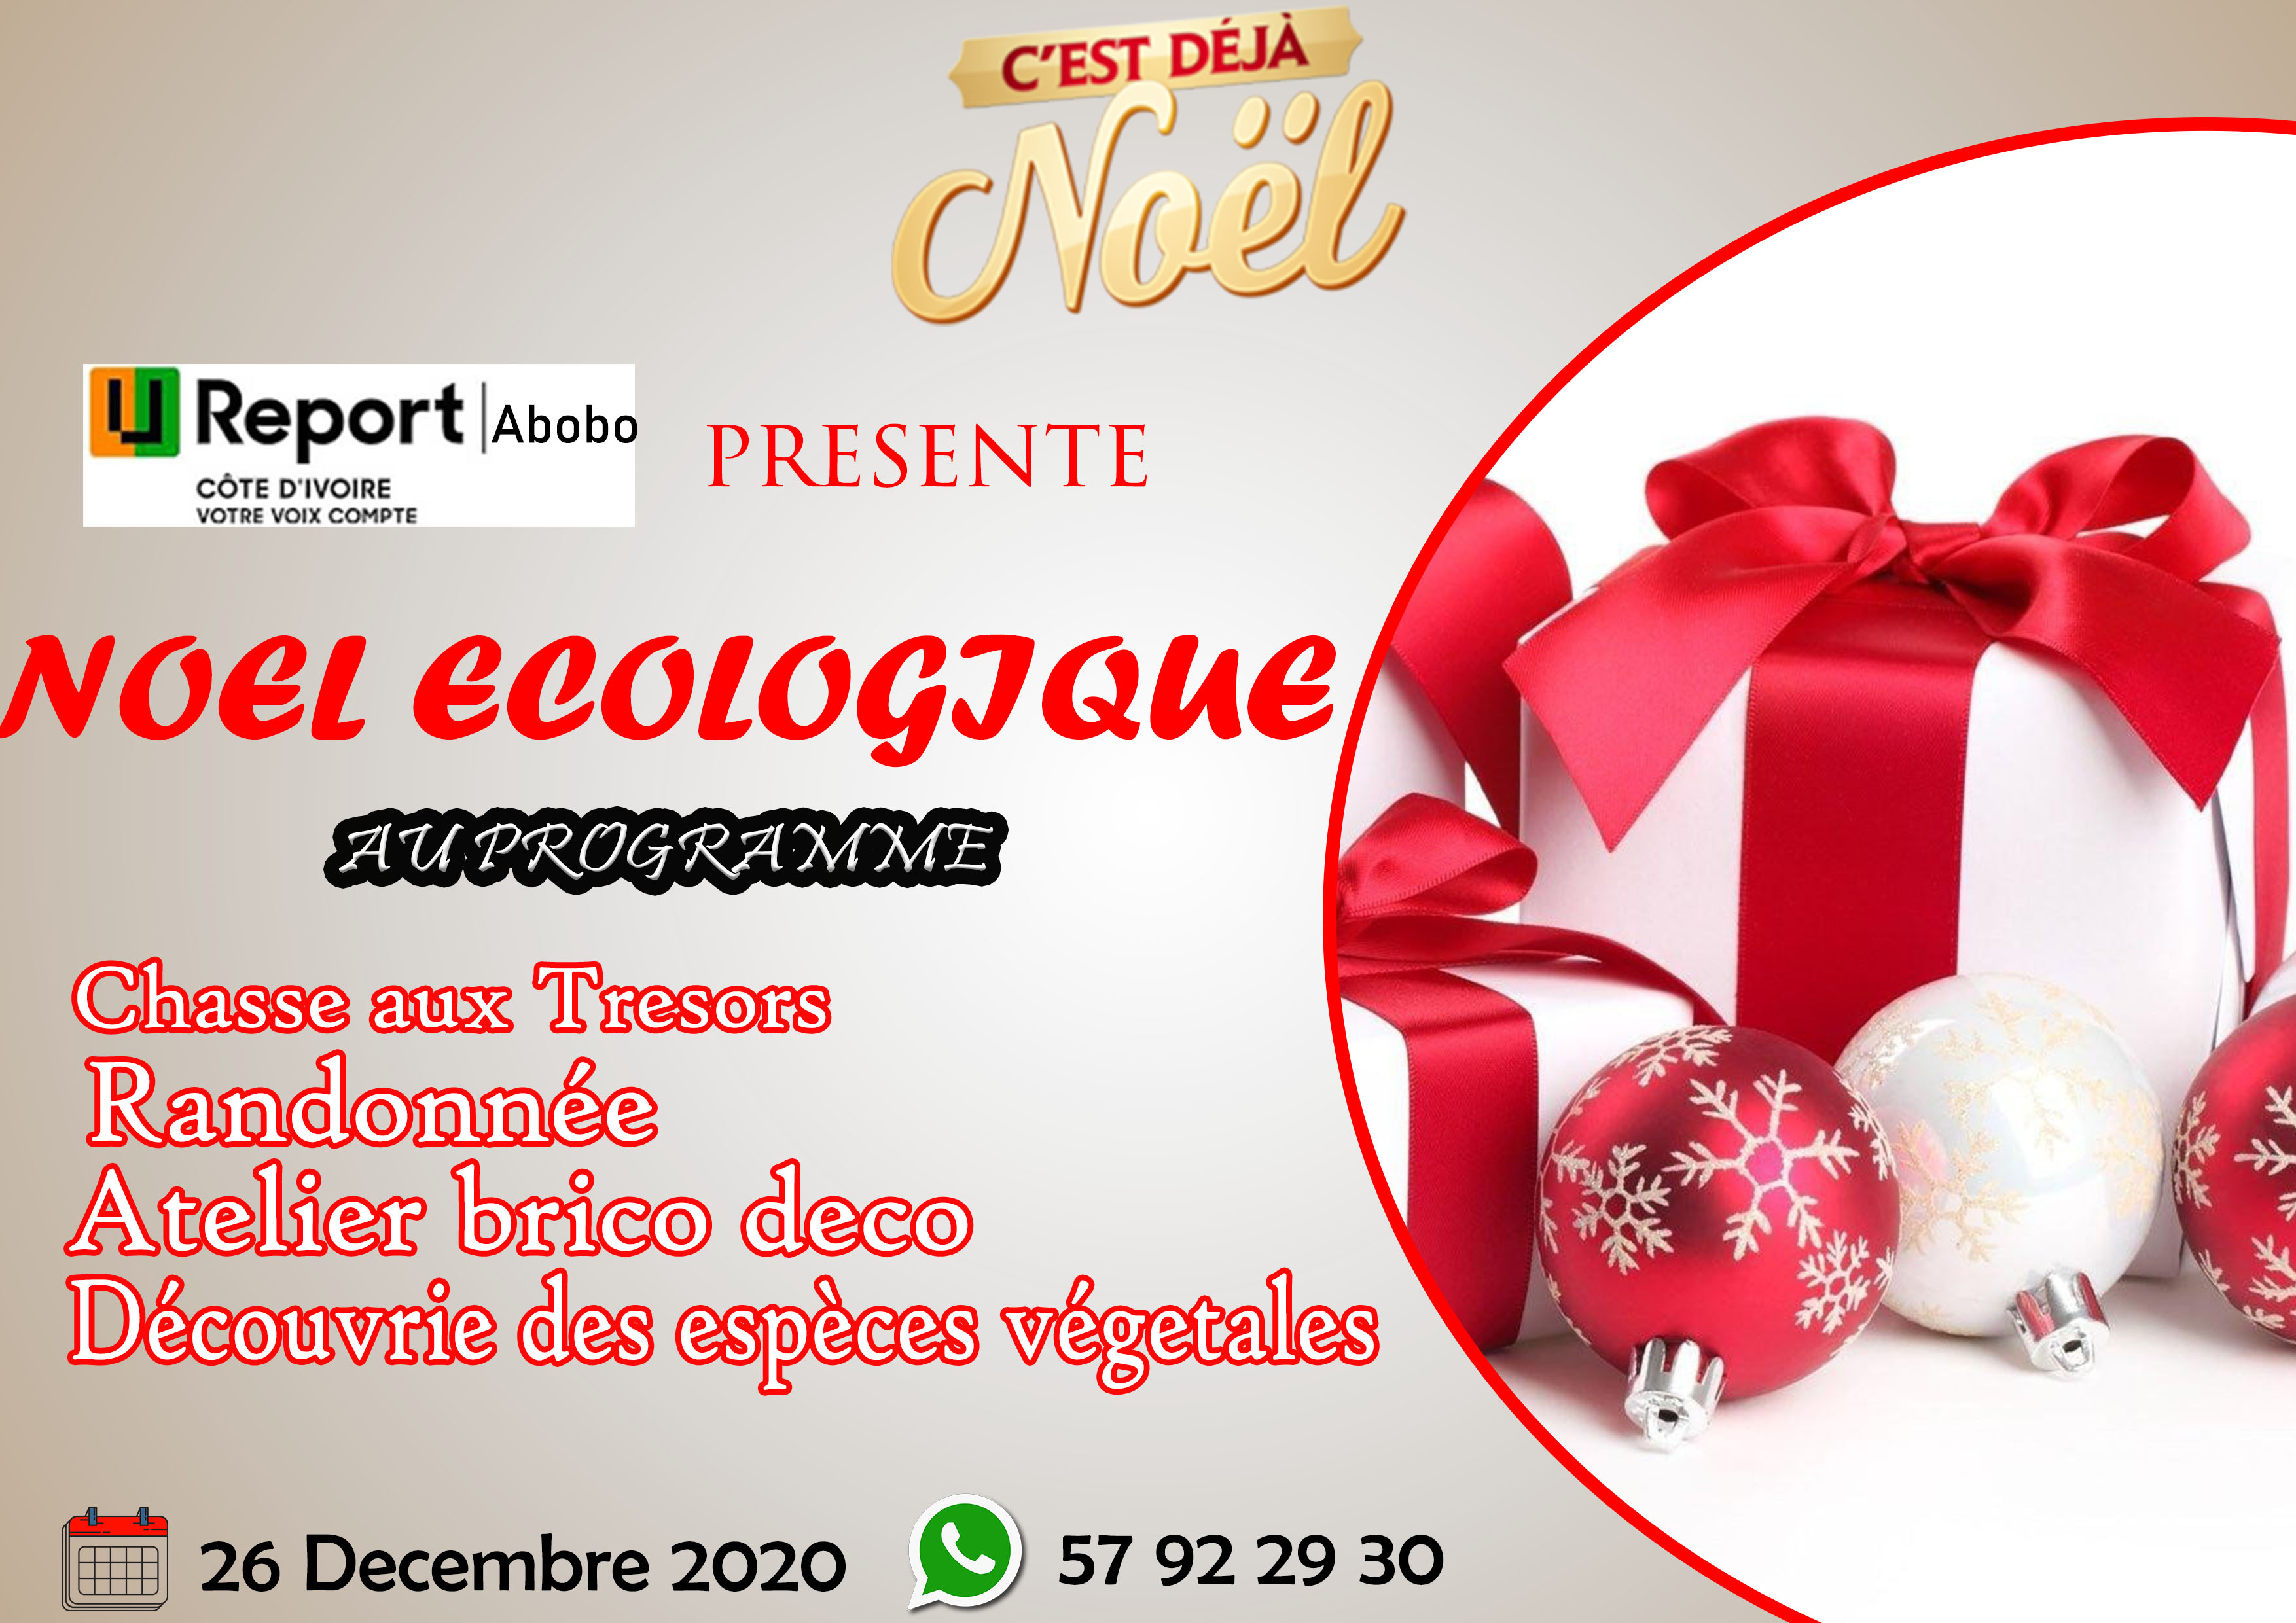 C'EST DÉJÀ
Noël
U Report | Abobo
CÔTE D'IVOIRE
VOTRE VOIX COMPTE
PRESENTE
NOEL ECOLOGIQUE
AU PROGRAMME
Chasse aux Tresors
Randonnée
Atelier brico deco
Découvrie des espèces végetales
26 Decembre 2020
57 92 29 30